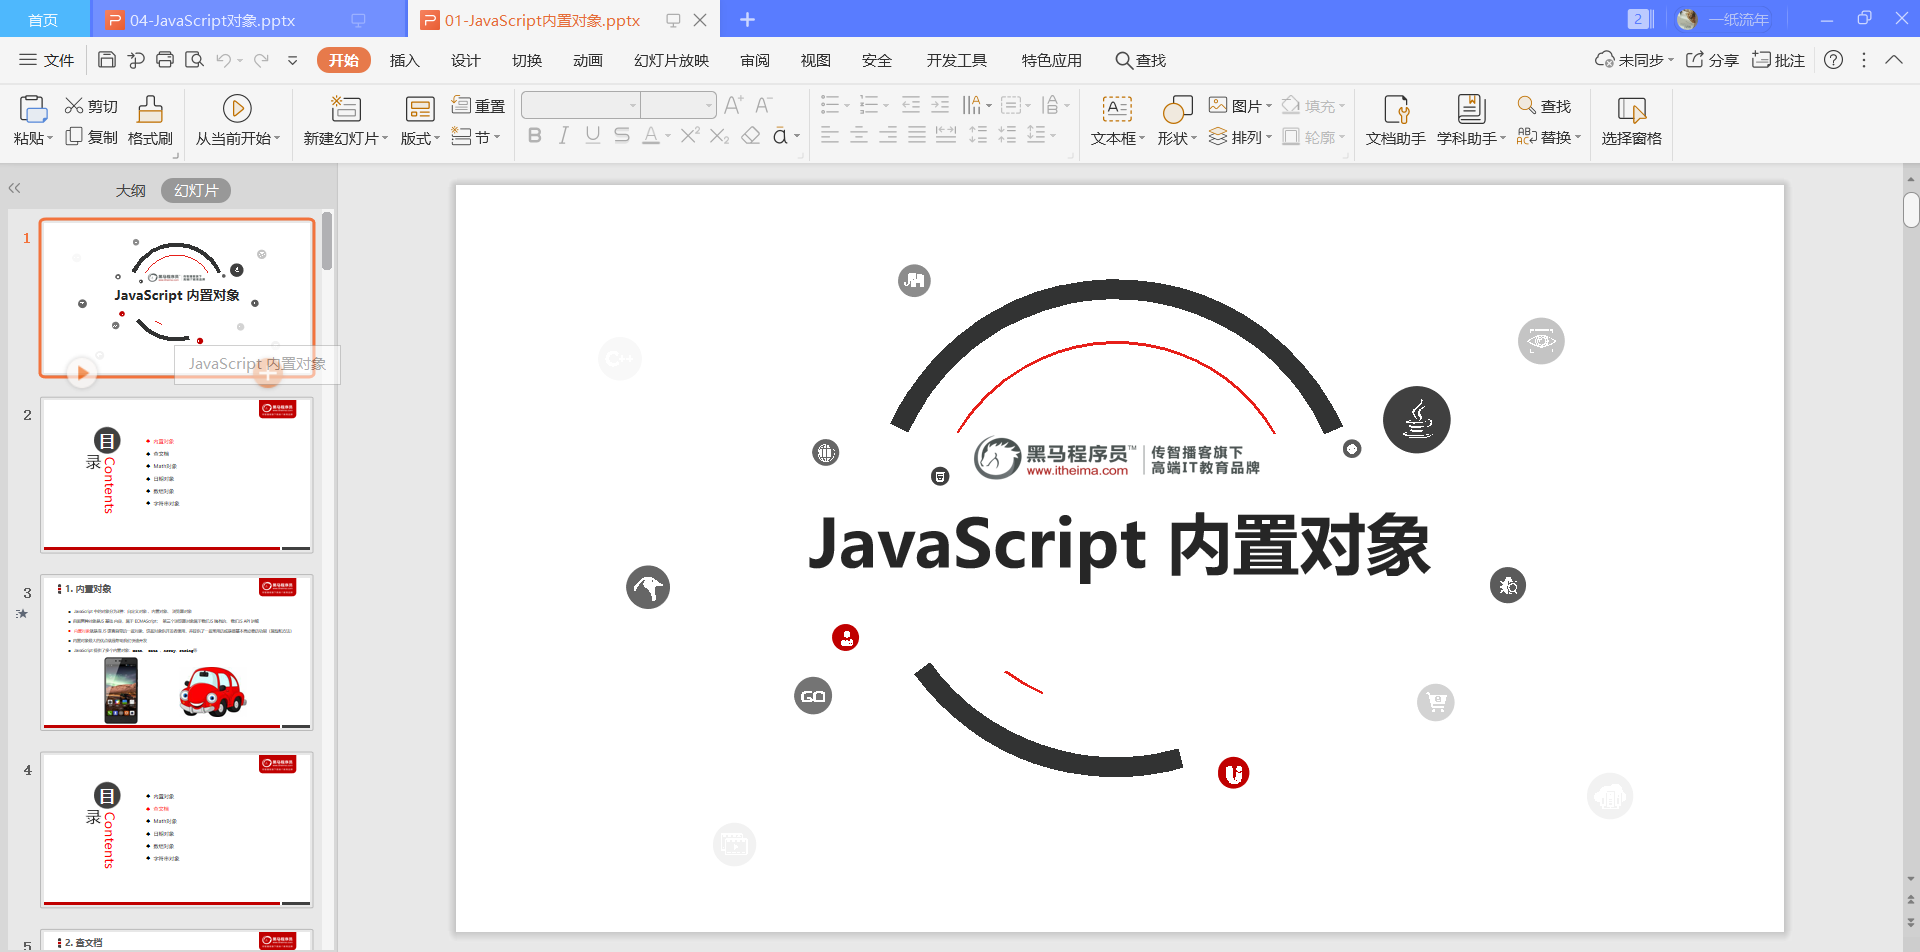 首页
04-JavaScript对象.pptx
01-JavaScript内置对象.pptx
2
一纸流年
文件
开始
插入
设计
切换
动画
幻灯片放映
审阅
视图
安全
开发工具
特色应用
查找
未同步
分享
批注
粘贴
剪切
复制
格式刷
从当前开始
新建幻灯片
版式
重置
节
文本框
形状
图片
排列
填充
轮廓
文档助手
学科助手
查找
替换
选择窗格
大纲
幻灯片
1
JavaScript 内置对象
JavaScript 内置对象
2
目
录
Contents
内置对象
查文档
Math对象
日期对象
数组对象
字符串对象
3
1. 内置对象
4
目
录
Contents
内置对象
查文档
Math对象
日期对象
数组对象
字符串对象
5
2. 查文档
C++
黑马程序员™
www.itheima.com
传智播客旗下
高端IT教育品牌
JavaScript 内置对象
GO